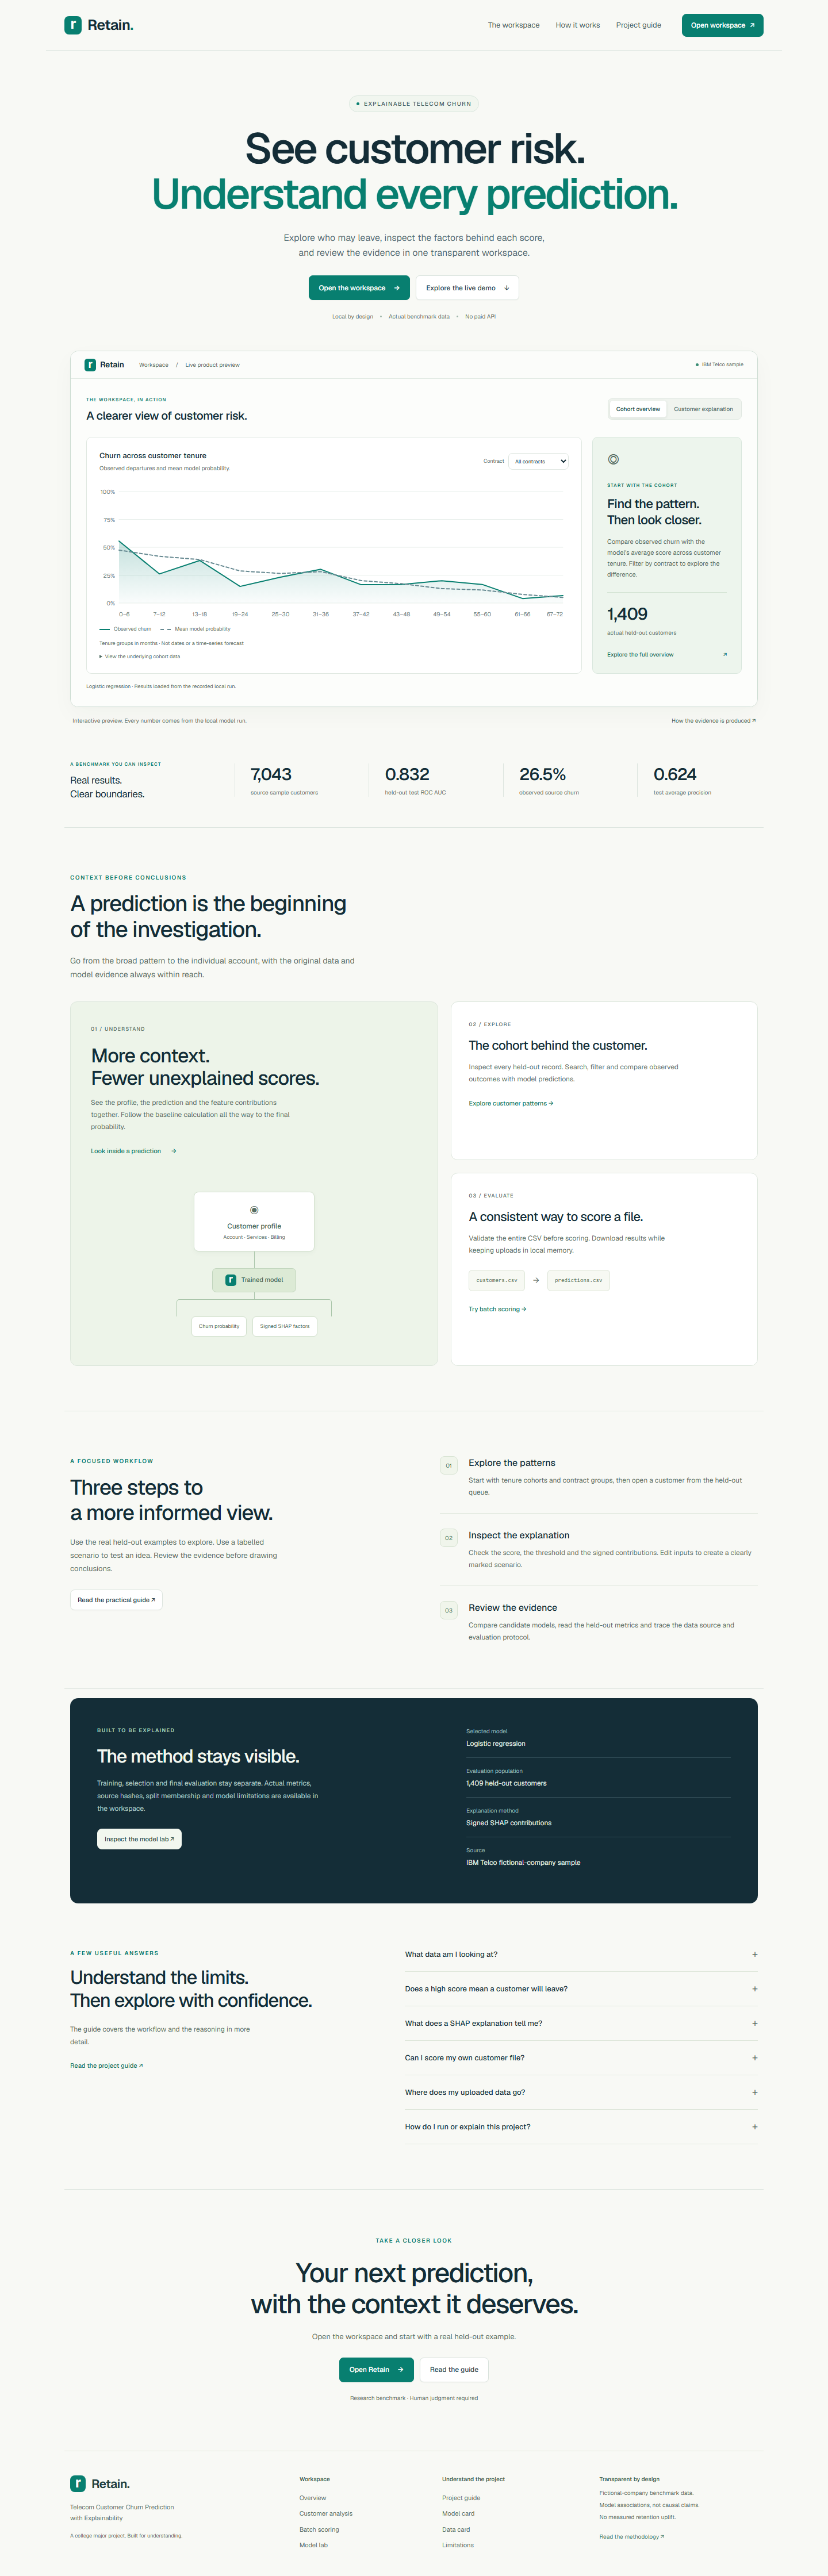 r Retain.
The workspace
How it works
Project guide
Open workspace ↗
EXPLAINABLE TELECOM CHURN
See customer risk.
Understand every prediction.
Explore who may leave, inspect the factors behind each score,
and review the evidence in one transparent workspace.
Open the workspace →
Explore the live demo ↓
Local by design • Actual benchmark data • No paid API
r Retain
Workspace / Live product preview
IBM Telco sample
THE WORKSPACE, IN ACTION
A clearer view of customer risk.
Cohort overview
Customer explanation
Churn across customer tenure
Observed departures and mean model probability.
Contract
All contracts
100%
75%
50%
25%
0%
0–6 7–12 13–18 19–24 25–30 31–36 37–42 43–48 49–54 55–60 61–66 67–72
Observed churn
Mean model probability
Tenure groups in months · Not dates or a time-series forecast
View the underlying cohort data
START WITH THE COHORT
Find the pattern.
Then look closer.
Compare observed churn with the
model's average score across customer
tenure. Filter by contract to explore the
difference.
1,409
actual held-out customers
Explore the full overview ↗
Logistic regression · Results loaded from the recorded local run.
Interactive preview. Every number comes from the local model run.
How the evidence is produced ↗
A BENCHMARK YOU CAN INSPECT
Real results.
Clear boundaries.
7,043
source sample customers
0.832
held-out test ROC AUC
26.5%
observed source churn
0.624
test average precision
CONTEXT BEFORE CONCLUSIONS
A prediction is the beginning
of the investigation.
Go from the broad pattern to the individual account, with the original data and
model evidence always within reach.
01 / UNDERSTAND
More context.
Fewer unexplained scores.
See the profile, the prediction and the feature contributions
together. Follow the baseline calculation all the way to the final
probability.
Look inside a prediction →
Customer profile
Account · Services · Billing
r Trained model
Churn probability
Signed SHAP factors
02 / EXPLORE
The cohort behind the customer.
Inspect every held-out record. Search, filter and compare observed
outcomes with model predictions.
Explore customer patterns →
03 / EVALUATE
A consistent way to score a file.
Validate the entire CSV before scoring. Download results while
keeping uploads in local memory.
customers.csv → predictions.csv
Try batch scoring →
A FOCUSED WORKFLOW
Three steps to
a more informed view.
Use the real held-out examples to explore. Use a labelled
scenario to test an idea. Review the evidence before drawing
conclusions.
Read the practical guide ↗
01
Explore the patterns
Start with tenure cohorts and contract groups, then open a customer from the held-out
queue.
02
Inspect the explanation
Check the score, the threshold and the signed contributions. Edit inputs to create a clearly
marked scenario.
03
Review the evidence
Compare candidate models, read the held-out metrics and trace the data source and
evaluation protocol.
BUILT TO BE EXPLAINED
The method stays visible.
Training, selection and final evaluation stay separate. Actual metrics,
source hashes, split membership and model limitations are available in
the workspace.
Inspect the model lab ↗
Selected model
Logistic regression
Evaluation population
1,409 held-out customers
Explanation method
Signed SHAP contributions
Source
IBM Telco fictional-company sample
A FEW USEFUL ANSWERS
Understand the limits.
Then explore with confidence.
The guide covers the workflow and the reasoning in more
detail.
Read the project guide ↗
What data am I looking at? +
Does a high score mean a customer will leave? +
What does a SHAP explanation tell me? +
Can I score my own customer file? +
Where does my uploaded data go? +
How do I run or explain this project? +
TAKE A CLOSER LOOK
Your next prediction,
with the context it deserves.
Open the workspace and start with a real held-out example.
Open Retain →
Read the guide
Research benchmark · Human judgment required
r Retain.
Telecom Customer Churn Prediction
with Explainability
A college major project. Built for understanding.
Workspace
Overview
Customer analysis
Batch scoring
Model lab
Understand the project
Project guide
Model card
Data card
Limitations
Transparent by design
Fictional-company benchmark data.
Model associations, not causal claims.
No measured retention uplift.
Read the methodology ↗